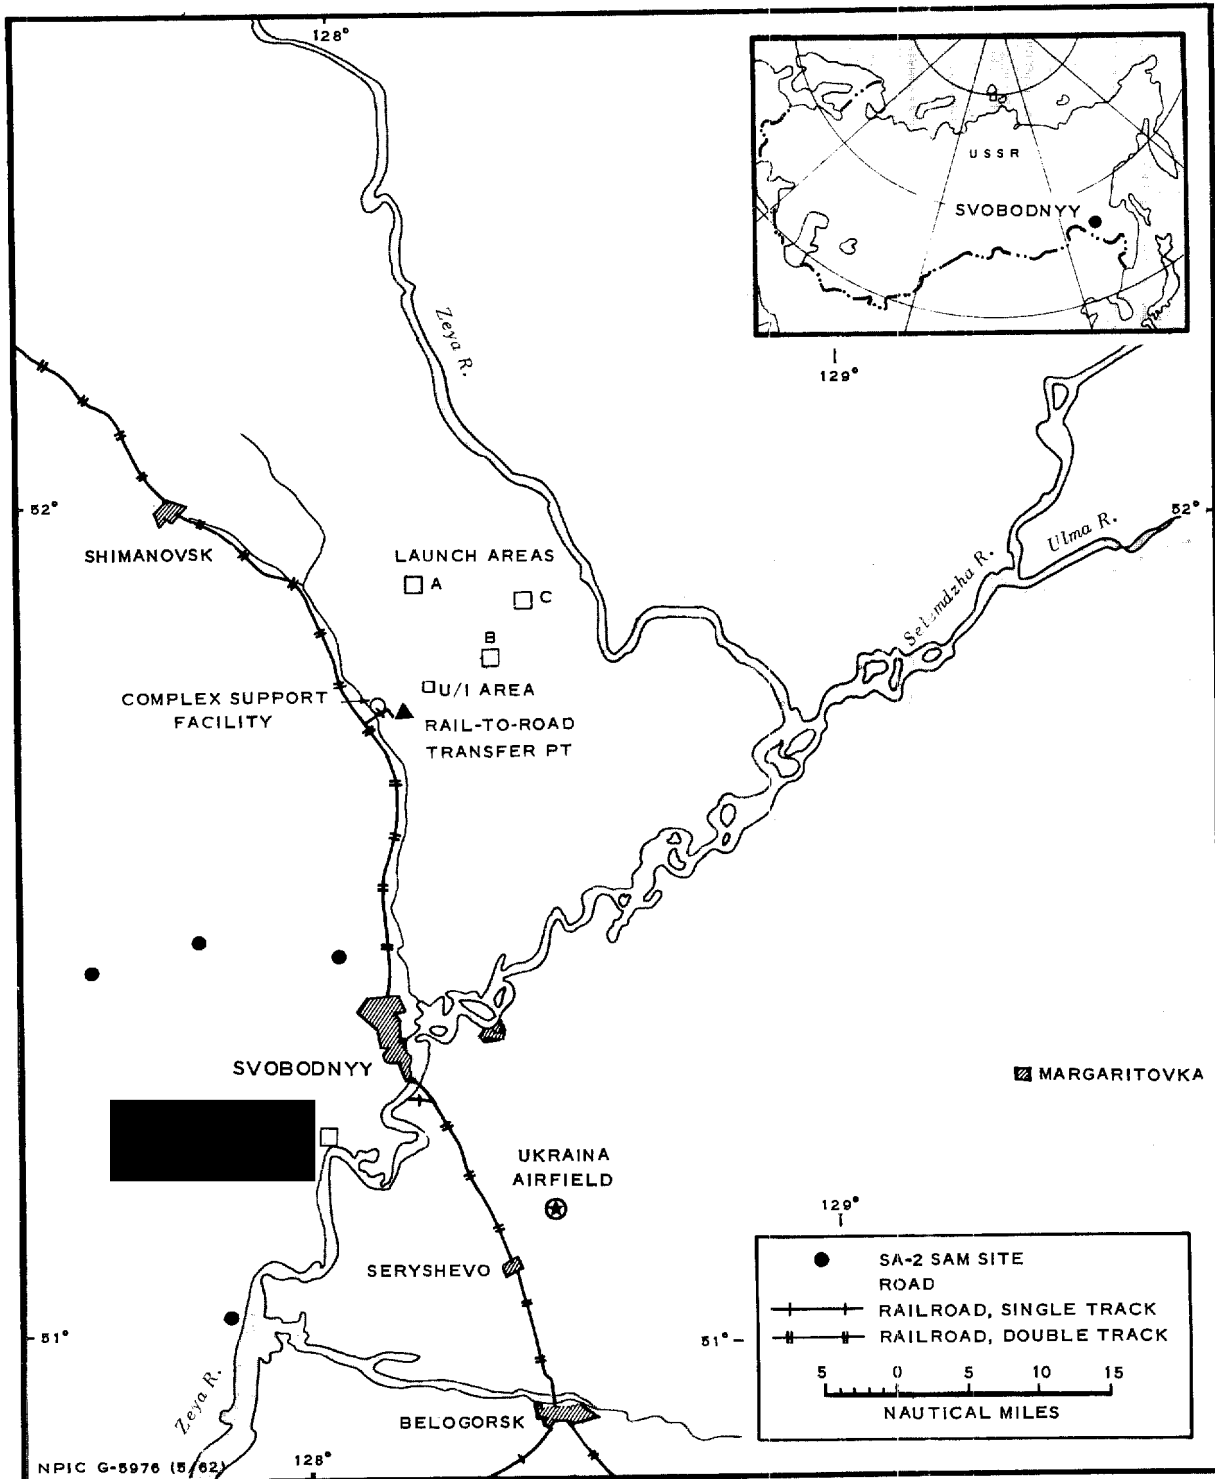 128°
USSR
SVOBODNYY
129°
Zeya R.
52°
52°
SHIMANOVSK
LAUNCH AREAS
A
C
B
U/I AREA
Ulma R.
Selemdzha R.
COMPLEX SUPPORT
FACILITY
RAIL-TO-ROAD
TRANSFER PT
SVOBODNYY
MARGARITOVKA
UKRAINA
AIRFIELD
SERYSHEVO
129°
SA-2 SAM SITE
ROAD
RAILROAD, SINGLE TRACK
RAILROAD, DOUBLE TRACK
5 0 5 10 15
NAUTICAL MILES
51°
51°
Zeya R.
BELOGORSK
NPIC G-5976 (5/62)
128°